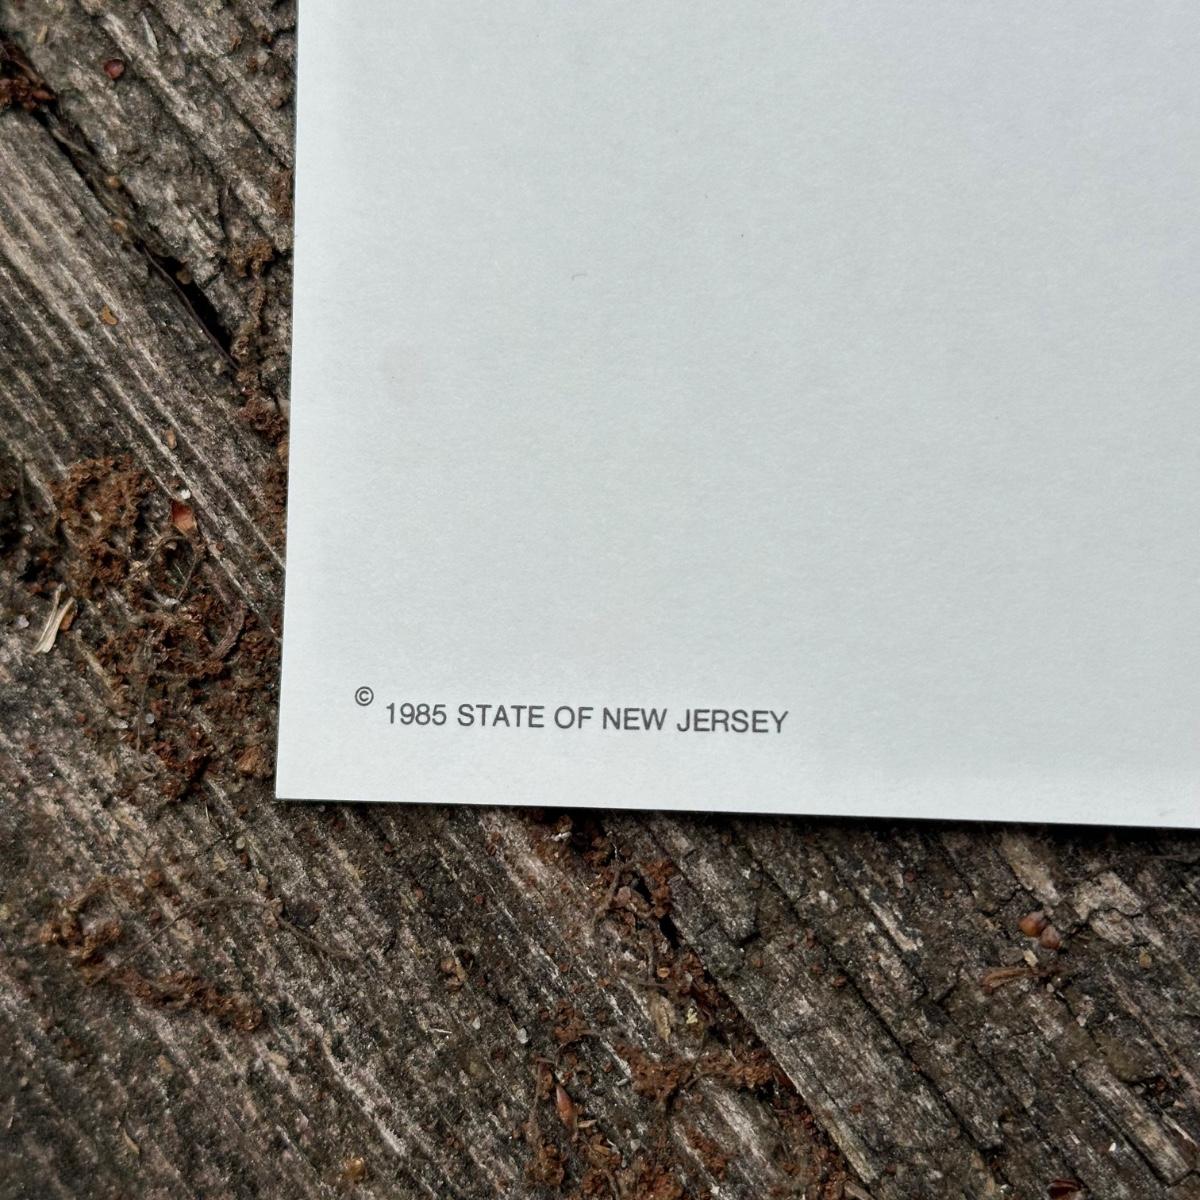 © 1985 STATE OF NEW JERSEY